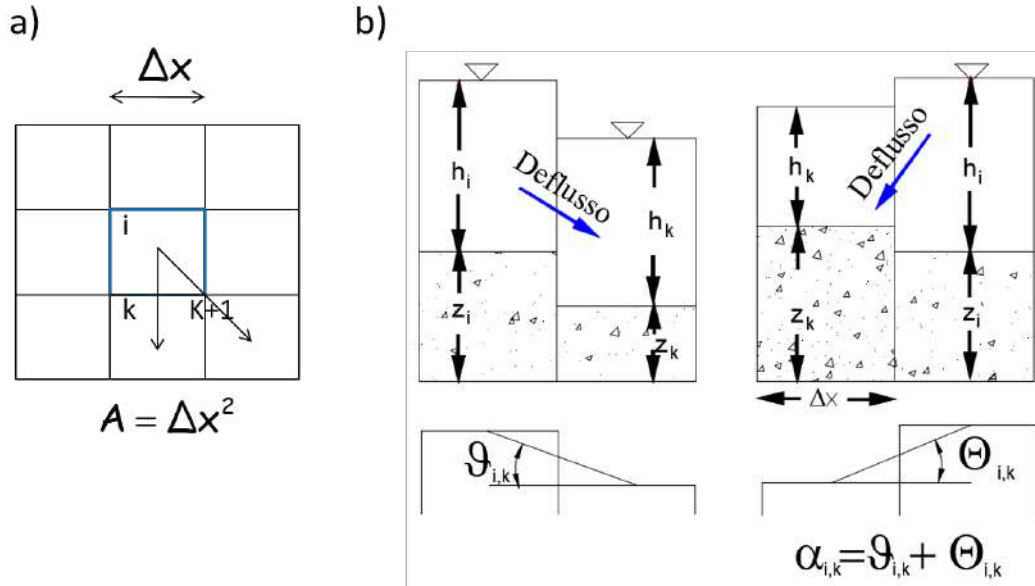 a)
Δx
i
k
K+1
A = Δx²
b)
h_i
Deflusso
h_k
z_i
z_k
h_k
Deflusso
h_i
z_k
z_i
Δx
ϑ_i,k
Θ_i,k
α_i,k=ϑ_i,k+ Θ_i,k